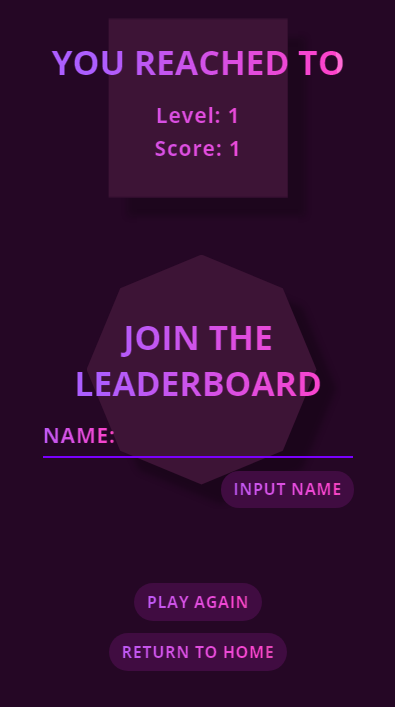 YOU REACHED TO
Level: 1
Score: 1
JOIN THE
LEADERBOARD
NAME:
INPUT NAME
PLAY AGAIN
RETURN TO HOME